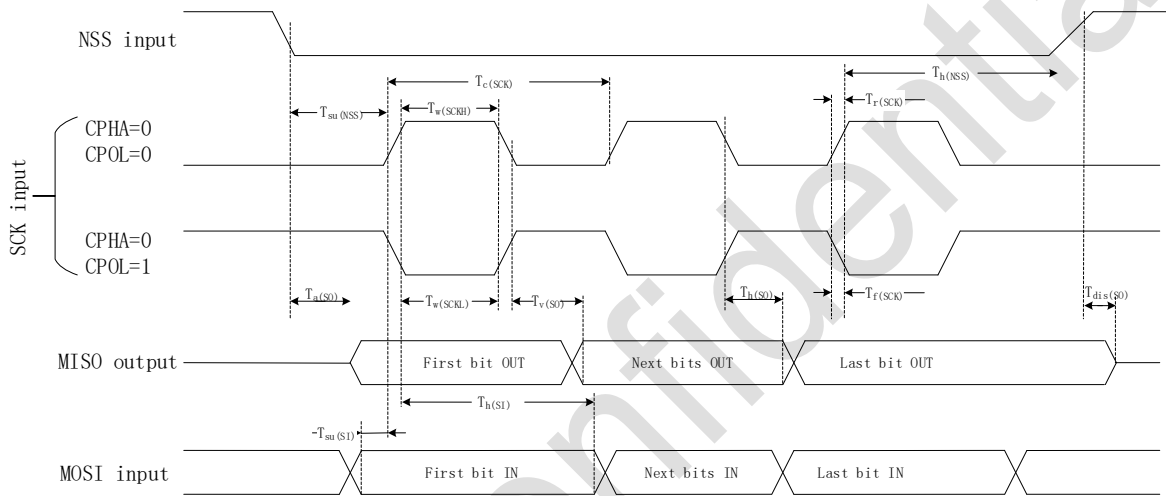 NSS input
Tc(SCK)
Th(NSS)
Tsu(NSS)
Tw(SCKH)
Tr(SCK)
SCK input
CPHA=0
CPOL=0
CPHA=0
CPOL=1
Ta(SO)
Tw(SCKL)
Tv(SO)
Th(SO)
Tf(SCK)
Tdis(SO)
MISO output
First bit OUT
Next bits OUT
Last bit OUT
Th(SI)
Tsu(SI)
MOSI input
First bit IN
Next bits IN
Last bit IN
onfidential